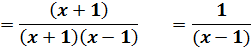 = (x + 1) / (x + 1)(x − 1) = 1 / (x − 1)